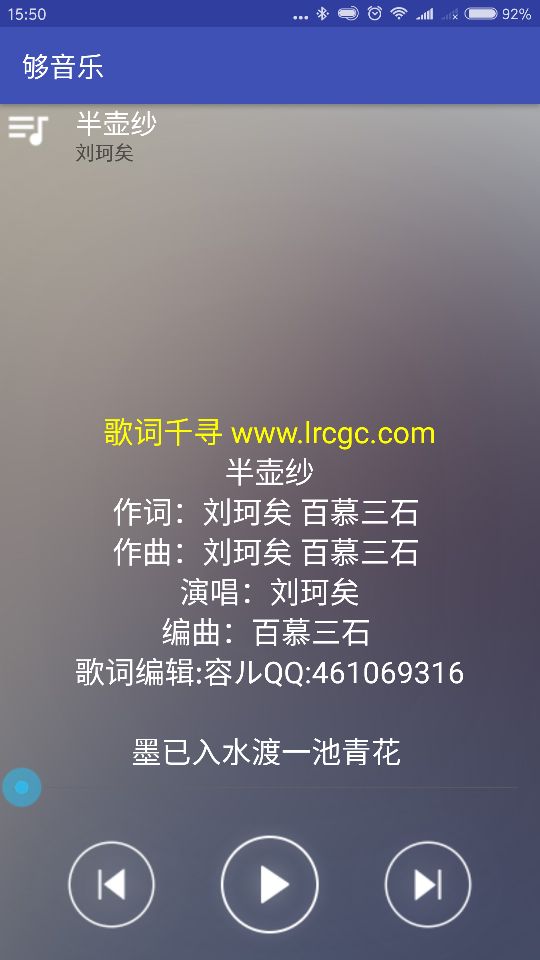 15:50
92%
够音乐
半壶纱
刘珂矣
歌词千寻 www.lrcgc.com
半壶纱
作词：刘珂矣 百慕三石
作曲：刘珂矣 百慕三石
演唱：刘珂矣
编曲：百慕三石
歌词编辑:容ルQQ:461069316
墨已入水渡一池青花